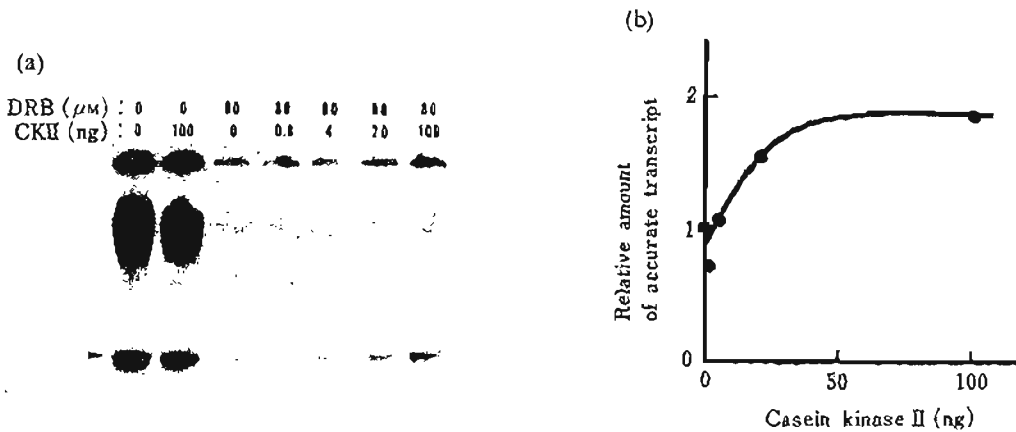 (a)
DRB (μM) : 0 0 80 80 80 80 80
CKII (ng) : 0 100 0 0.8 4 20 100
(b)
Relative amount
of accurate transcript
2
1
0
0 50 100
Casein kinase II (ng)